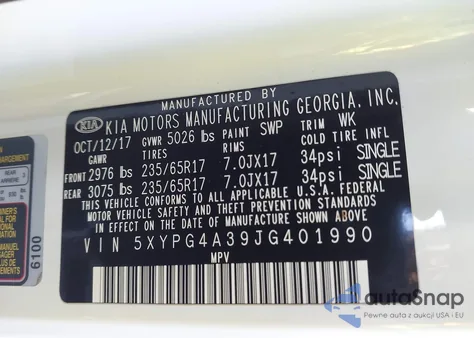 MANUFACTURED BY
KIA KIA MOTORS MANUFACTURING GEORGIA, INC.
OCT/12/17 GVWR 5026 lbs PAINT SWP TRIM WK
GAWR TIRES RIMS COLD TIRE INFL.
FRONT 2976 lbs 235/65R17 7.0JX17 34psi SINGLE
REAR 3075 lbs 235/65R17 7.0JX17 34psi SINGLE
THIS VEHICLE CONFORMS TO ALL APPLICABLE U.S.A. FEDERAL
MOTOR VEHICLE SAFETY AND THEFT PREVENTION STANDARDS
IN EFFECT ON THE DATE OF MANUFACTURE SHOWN ABOVE
VIN 5XYPG4A39JG401990
MPV
6100
autoSnap
Pewne auta z aukcji USA i EU